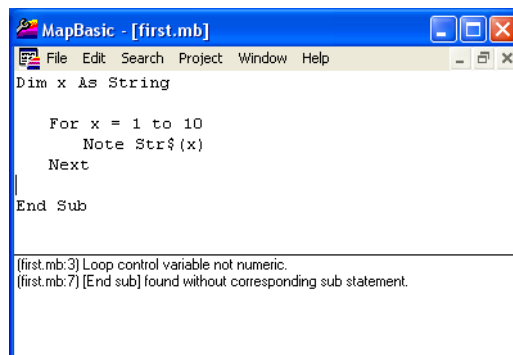 MapBasic - [first.mb]
File Edit Search Project Window Help
Dim x As String
For x = 1 to 10
Note Str$(x)
Next
End Sub
(first.mb:3) Loop control variable not numeric.
(first.mb:7) [End sub] found without corresponding sub statement.